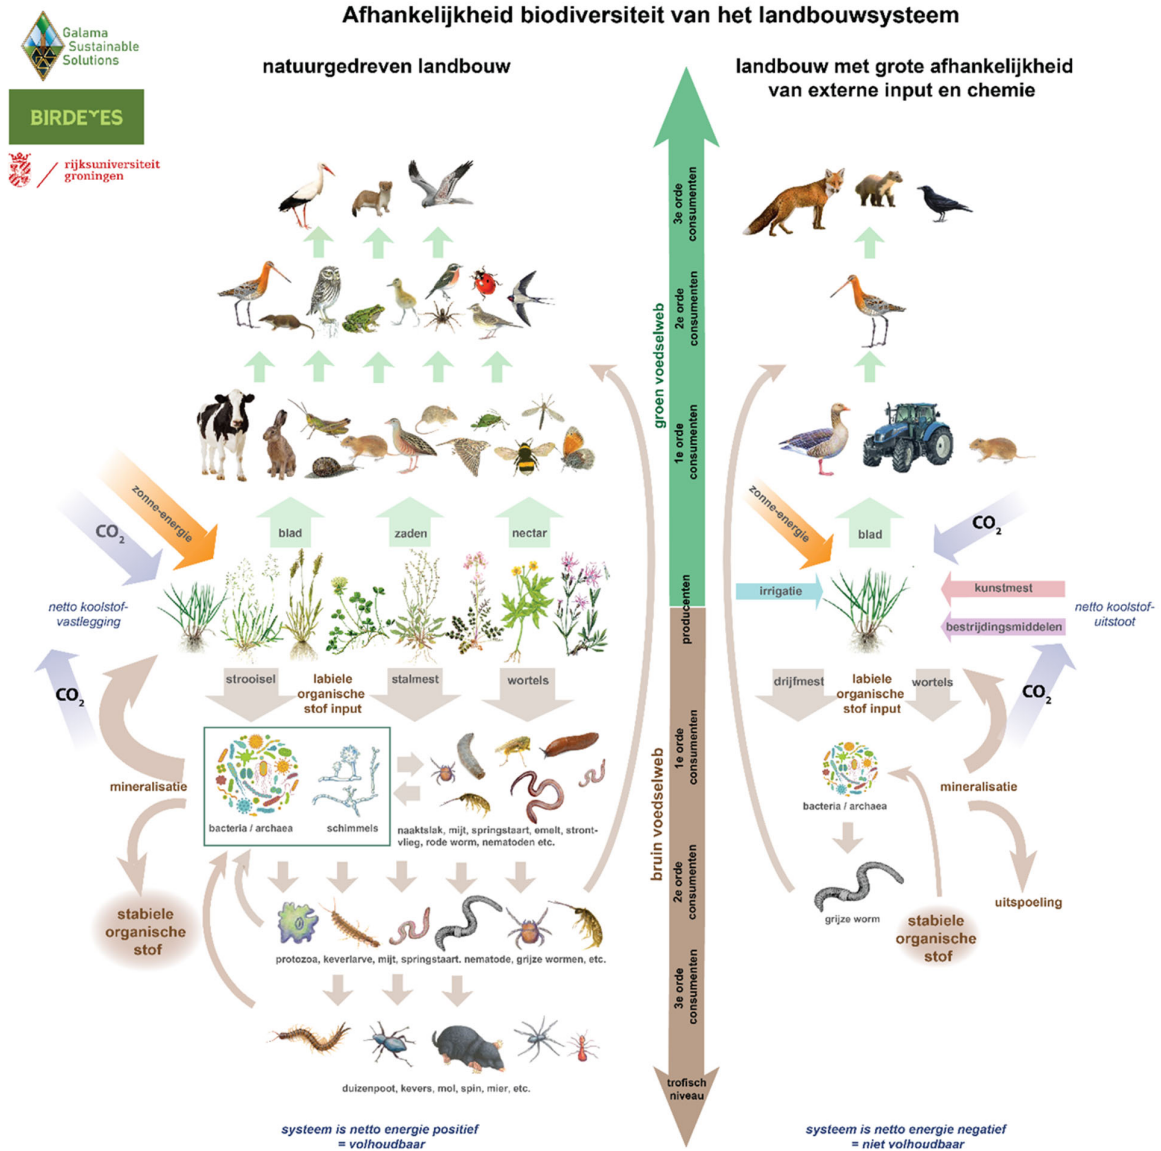 Afhankelijkheid biodiversiteit van het landbouwsysteem
Galama
Sustainable
Solutions
BIRDEYES
rijksuniversiteit
groningen
natuurgedreven landbouw
landbouw met grote afhankelijkheid
van externe input en chemie
groen voedselweb
3e orde
consumenten
2e orde
consumenten
1e orde
consumenten
producenten
bruin voedselweb
1e orde
consumenten
2e orde
consumenten
3e orde
consumenten
trofisch
niveau
zonne-energie
CO2
blad
zaden
nectar
netto koolstof-
vastlegging
CO2
strooisel
labiele
organische
stof input
stalmest
wortels
mineralisatie
bacteria / archaea
schimmels
naaktslak, mijt, springstaart, emelt, stront-
vlieg, rode worm, nematoden etc.
stabiele
organische
stof
protozoa, keverlarve, mijt, springstaart. nematode, grijze wormen, etc.
duizenpoot, kevers, mol, spin, mier, etc.
systeem is netto energie positief
= volhoudbaar
zonne-energie
CO2
blad
irrigatie
kunstmest
bestrijdingsmiddelen
netto koolstof-
uitstoot
CO2
drijfmest
labiele
organische
stof input
wortels
mineralisatie
bacteria / archaea
grijze worm
uitspoeling
stabiele
organische
stof
systeem is netto energie negatief
= niet volhoudbaar